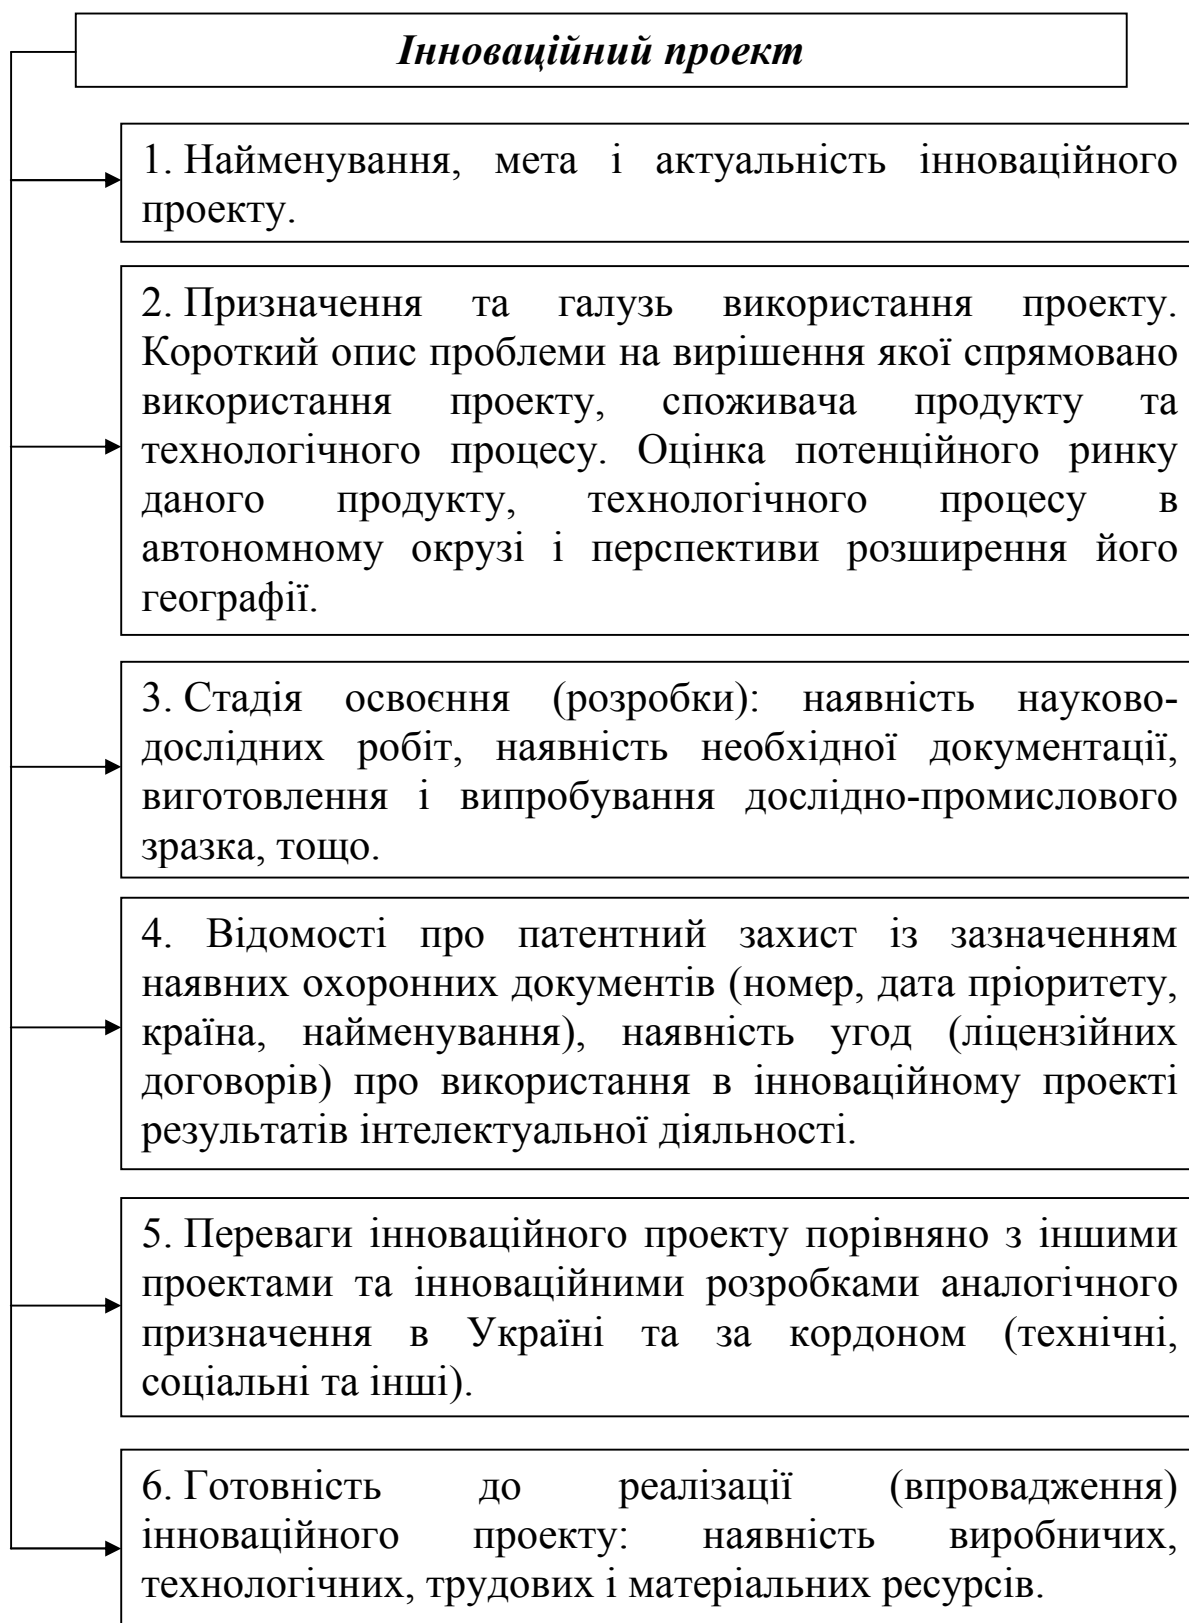 Інноваційний проект
1. Найменування, мета і актуальність інноваційного
проекту.
2. Призначення та галузь використання проекту.
Короткий опис проблеми на вирішення якої спрямовано
використання проекту, споживача продукту та
технологічного процесу. Оцінка потенційного ринку
даного продукту, технологічного процесу в
автономному окрузі і перспективи розширення його
географії.
3. Стадія освоєння (розробки): наявність науково-
дослідних робіт, наявність необхідної документації,
виготовлення і випробування дослідно-промислового
зразка, тощо.
4. Відомості про патентний захист із зазначенням
наявних охоронних документів (номер, дата пріоритету,
країна, найменування), наявність угод (ліцензійних
договорів) про використання в інноваційному проекті
результатів інтелектуальної діяльності.
5. Переваги інноваційного проекту порівняно з іншими
проектами та інноваційними розробками аналогічного
призначення в Україні та за кордоном (технічні,
соціальні та інші).
6. Готовність до реалізації (впровадження)
інноваційного проекту: наявність виробничих,
технологічних, трудових і матеріальних ресурсів.